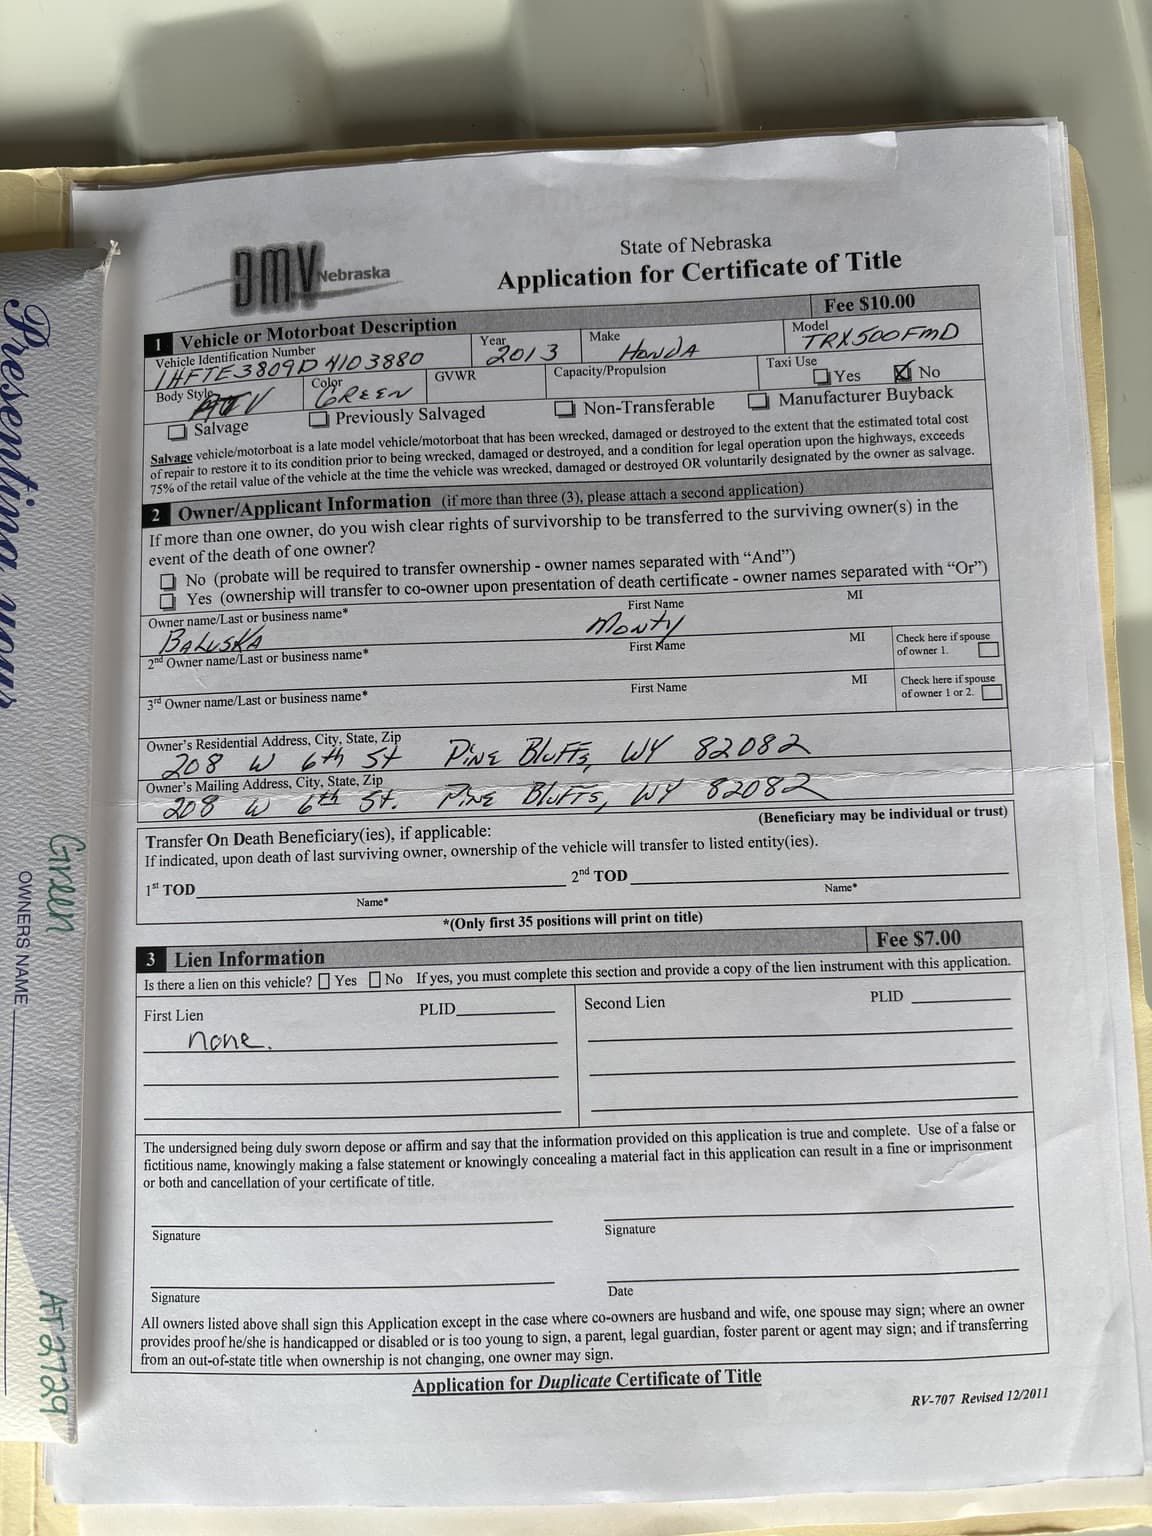 State of Nebraska
DMV Nebraska
Application for Certificate of Title
1 Vehicle or Motorboat Description Fee $10.00
Vehicle Identification Number Year Make Model
1HFTE3809D4103880 2013 HONDA TRX500FMD
Body Style Color GVWR Capacity/Propulsion Taxi Use
ATV GREEN Yes No
Salvage Previously Salvaged Non-Transferable Manufacturer Buyback
Salvage vehicle/motorboat is a late model vehicle/motorboat that has been wrecked, damaged or destroyed to the extent that the estimated total cost
of repair to restore it to its condition prior to being wrecked, damaged or destroyed, and a condition for legal operation upon the highways, exceeds
75% of the retail value of the vehicle at the time the vehicle was wrecked, damaged or destroyed OR voluntarily designated by the owner as salvage.
2 Owner/Applicant Information (if more than three (3), please attach a second application)
If more than one owner, do you wish clear rights of survivorship to be transferred to the surviving owner(s) in the
event of the death of one owner?
No (probate will be required to transfer ownership - owner names separated with “And”)
Yes (ownership will transfer to co-owner upon presentation of death certificate - owner names separated with “Or”)
Owner name/Last or business name* First Name MI
BALUSKA Monty
2nd Owner name/Last or business name* First Name MI Check here if spouse
of owner 1.
3rd Owner name/Last or business name* First Name MI Check here if spouse
of owner 1 or 2.
Owner's Residential Address, City, State, Zip
208 W 6th St Pine Bluffs, WY 82082
Owner's Mailing Address, City, State, Zip
208 W 6th St. Pine Bluffs, WY 82082
(Beneficiary may be individual or trust)
Transfer On Death Beneficiary(ies), if applicable:
If indicated, upon death of last surviving owner, ownership of the vehicle will transfer to listed entity(ies).
1st TOD 2nd TOD
Name* Name*
*(Only first 35 positions will print on title)
3 Lien Information Fee $7.00
Is there a lien on this vehicle? Yes No If yes, you must complete this section and provide a copy of the lien instrument with this application.
First Lien PLID Second Lien PLID
none.
The undersigned being duly sworn depose or affirm and say that the information provided on this application is true and complete. Use of a false or
fictitious name, knowingly making a false statement or knowingly concealing a material fact in this application can result in a fine or imprisonment
or both and cancellation of your certificate of title.
Signature Signature
Signature Date
All owners listed above shall sign this Application except in the case where co-owners are husband and wife, one spouse may sign; where an owner
provides proof he/she is handicapped or disabled or is too young to sign, a parent, legal guardian, foster parent or agent may sign; and if transferring
from an out-of-state title when ownership is not changing, one owner may sign.
Application for Duplicate Certificate of Title
RV-707 Revised 12/2011
Presenting your
Green AT2729
OWNERS NAME